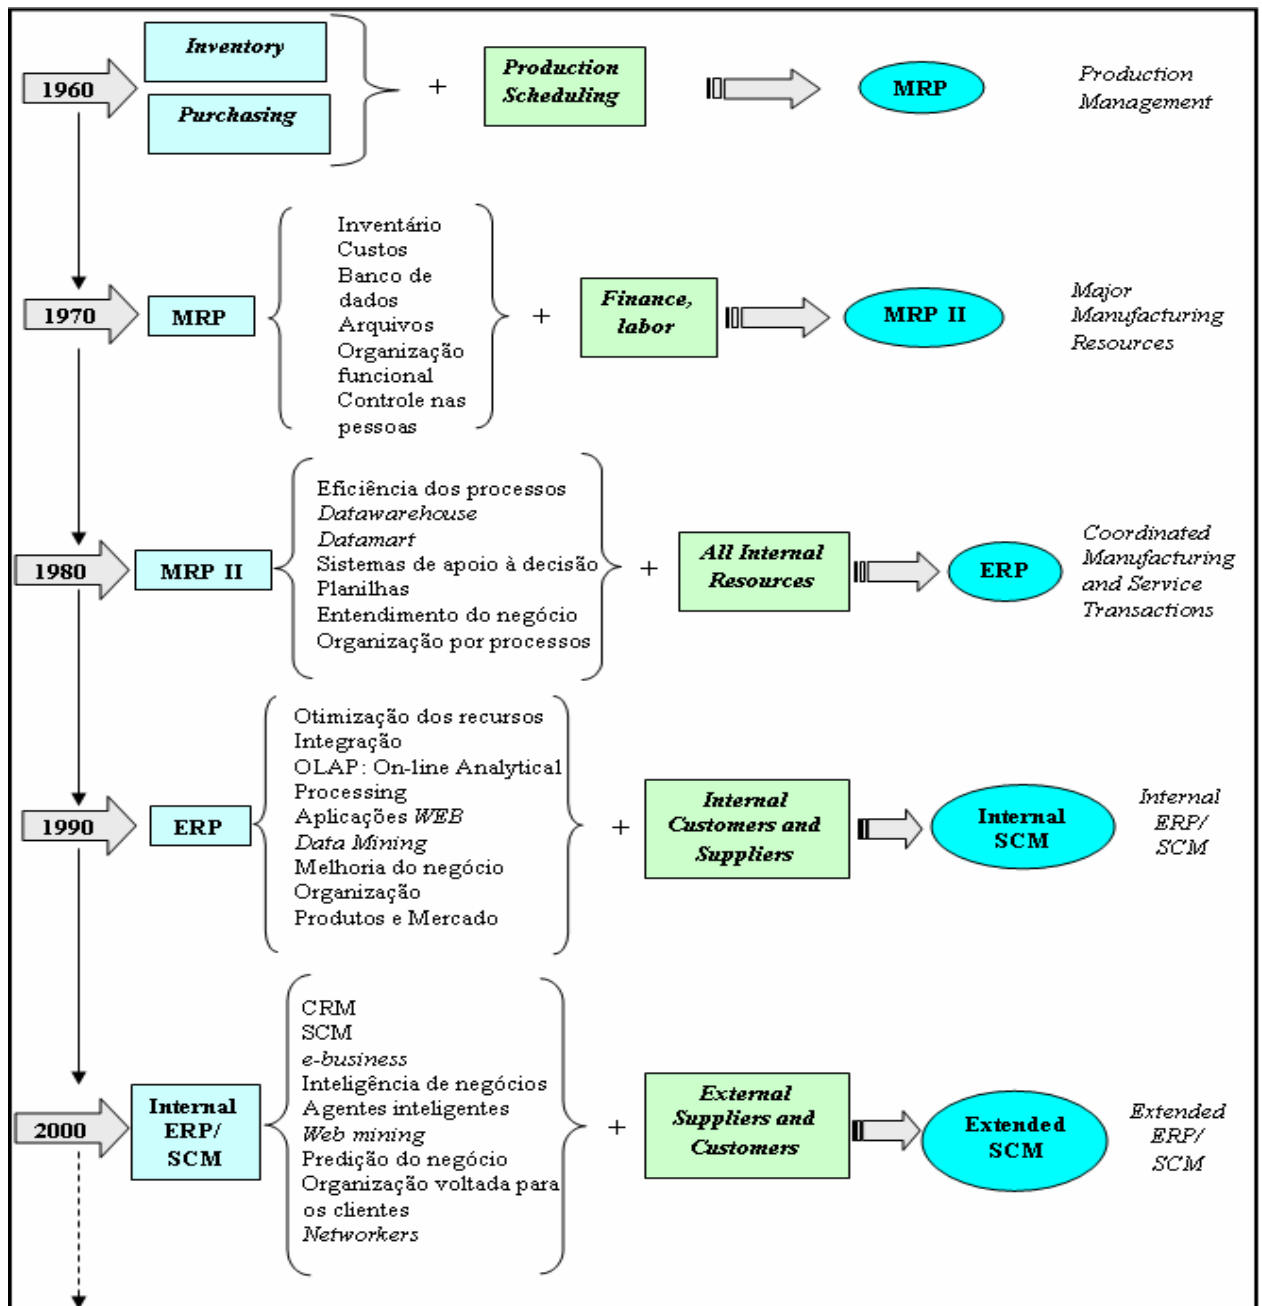 1960
Inventory
Purchasing
+
Production
Scheduling
MRP
Production
Management
1970
MRP
Inventário
Custos
Banco de
dados
Arquivos
Organização
funcional
Controle nas
pessoas
+
Finance,
labor
MRP II
Major
Manufacturing
Resources
1980
MRP II
Eficiência dos processos
Datawarehouse
Datamart
Sistemas de apoio à decisão
Planilhas
Entendimento do negócio
Organização por processos
+
All Internal
Resources
ERP
Coordinated
Manufacturing
and Service
Transactions
1990
ERP
Otimização dos recursos
Integração
OLAP: On-line Analytical
Processing
Aplicações WEB
Data Mining
Melhoria do negócio
Organização
Produtos e Mercado
+
Internal
Customers and
Suppliers
Internal
SCM
Internal
ERP/
SCM
2000
Internal
ERP/
SCM
CRM
SCM
e-business
Inteligência de negócios
Agentes inteligentes
Web mining
Predição do negócio
Organização voltada para
os clientes
Networkers
+
External
Suppliers and
Customers
Extended
SCM
Extended
ERP/
SCM